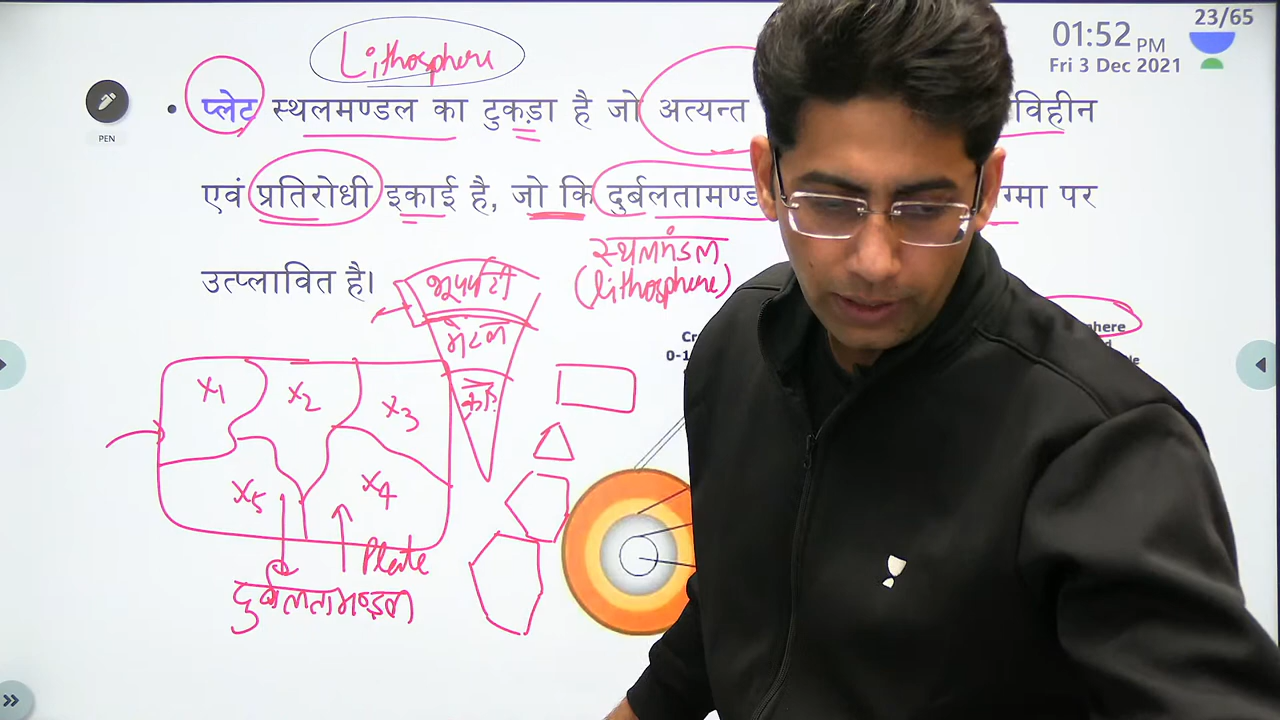 23/65
01:52 PM
Fri 3 Dec 2021
Lithosphere
PEN
• प्लेट स्थलमण्डल का टुकड़ा है जो अत्यन्त विहीन
एवं प्रतिरोधी इकाई है, जो कि दुर्बलतामण्ड ग्मा पर
उत्प्लावित है।
स्थलमंडल
(lithosphere)
भूपर्पटी
मेंटल
here
Cr
0-1
X1 X2 X3
X5 X4
Plate
दुर्बलतामण्डल